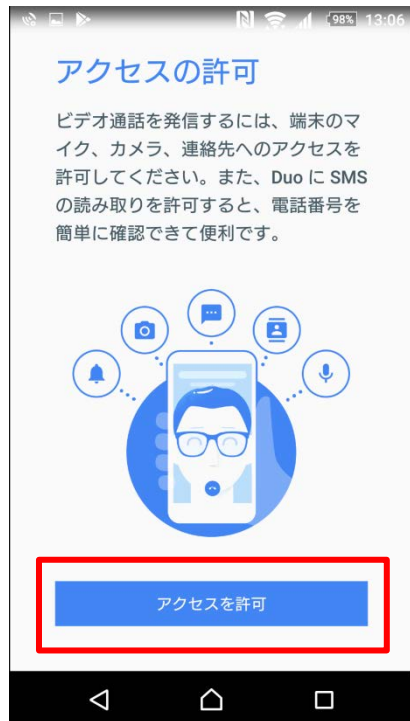 98% 13:06
アクセスの許可
ビデオ通話を発信するには、端末のマ
イク、カメラ、連絡先へのアクセスを
許可してください。また、Duo に SMS
の読み取りを許可すると、電話番号を
簡単に確認できて便利です。
アクセスを許可